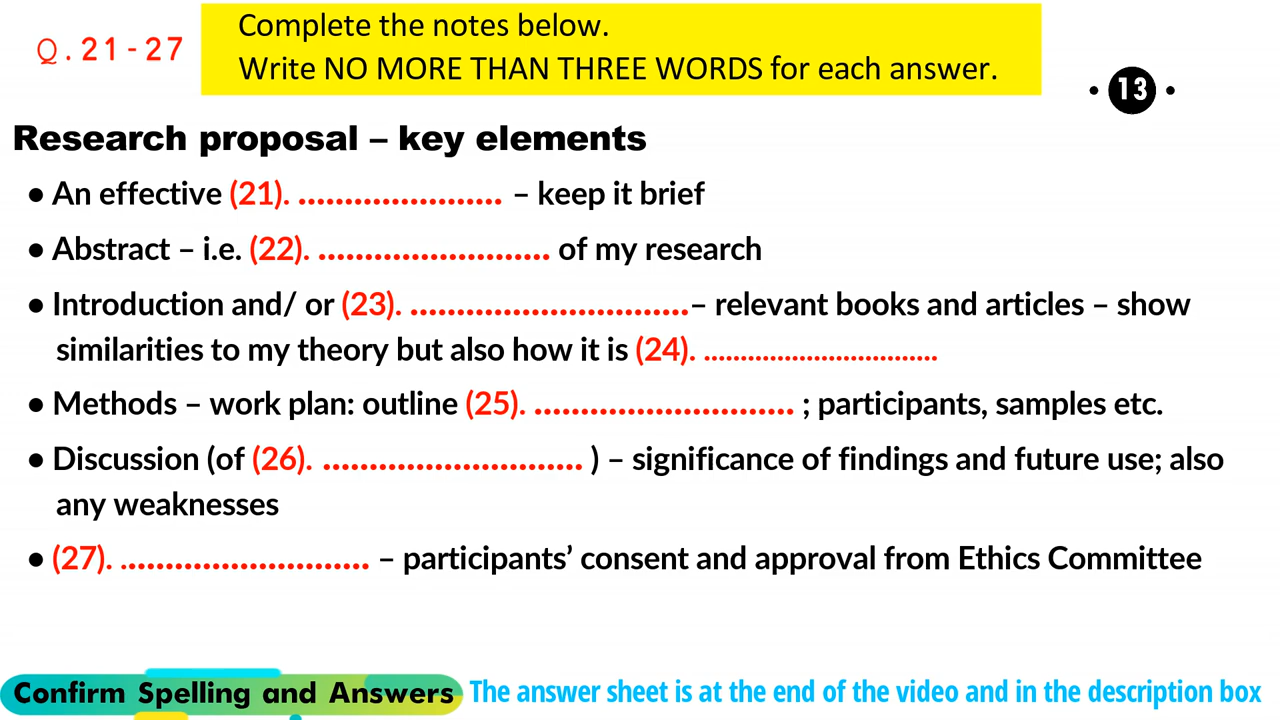 Q.21-27
Complete the notes below.
Write NO MORE THAN THREE WORDS for each answer.
• 13 •
Research proposal – key elements
• An effective (21). ...................... – keep it brief
• Abstract – i.e. (22). ......................... of my research
• Introduction and/ or (23). ..............................– relevant books and articles – show
similarities to my theory but also how it is (24). ................................
• Methods – work plan: outline (25). ............................ ; participants, samples etc.
• Discussion (of (26). ............................ ) – significance of findings and future use; also
any weaknesses
• (27). ........................... – participants’ consent and approval from Ethics Committee
Confirm Spelling and Answers The answer sheet is at the end of the video and in the description box